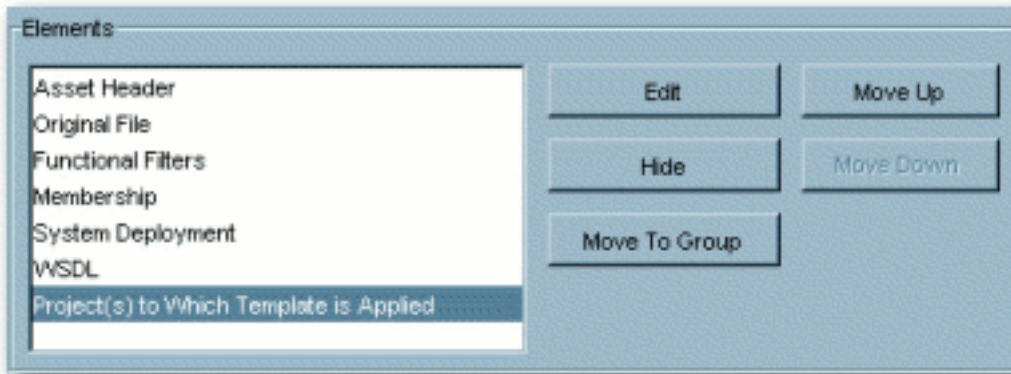 Elements
Asset Header
Original File
Functional Filters
Membership
System Deployment
WSDL
Project(s) to Which Template is Applied
Edit
Move Up
Hide
Move Down
Move To Group